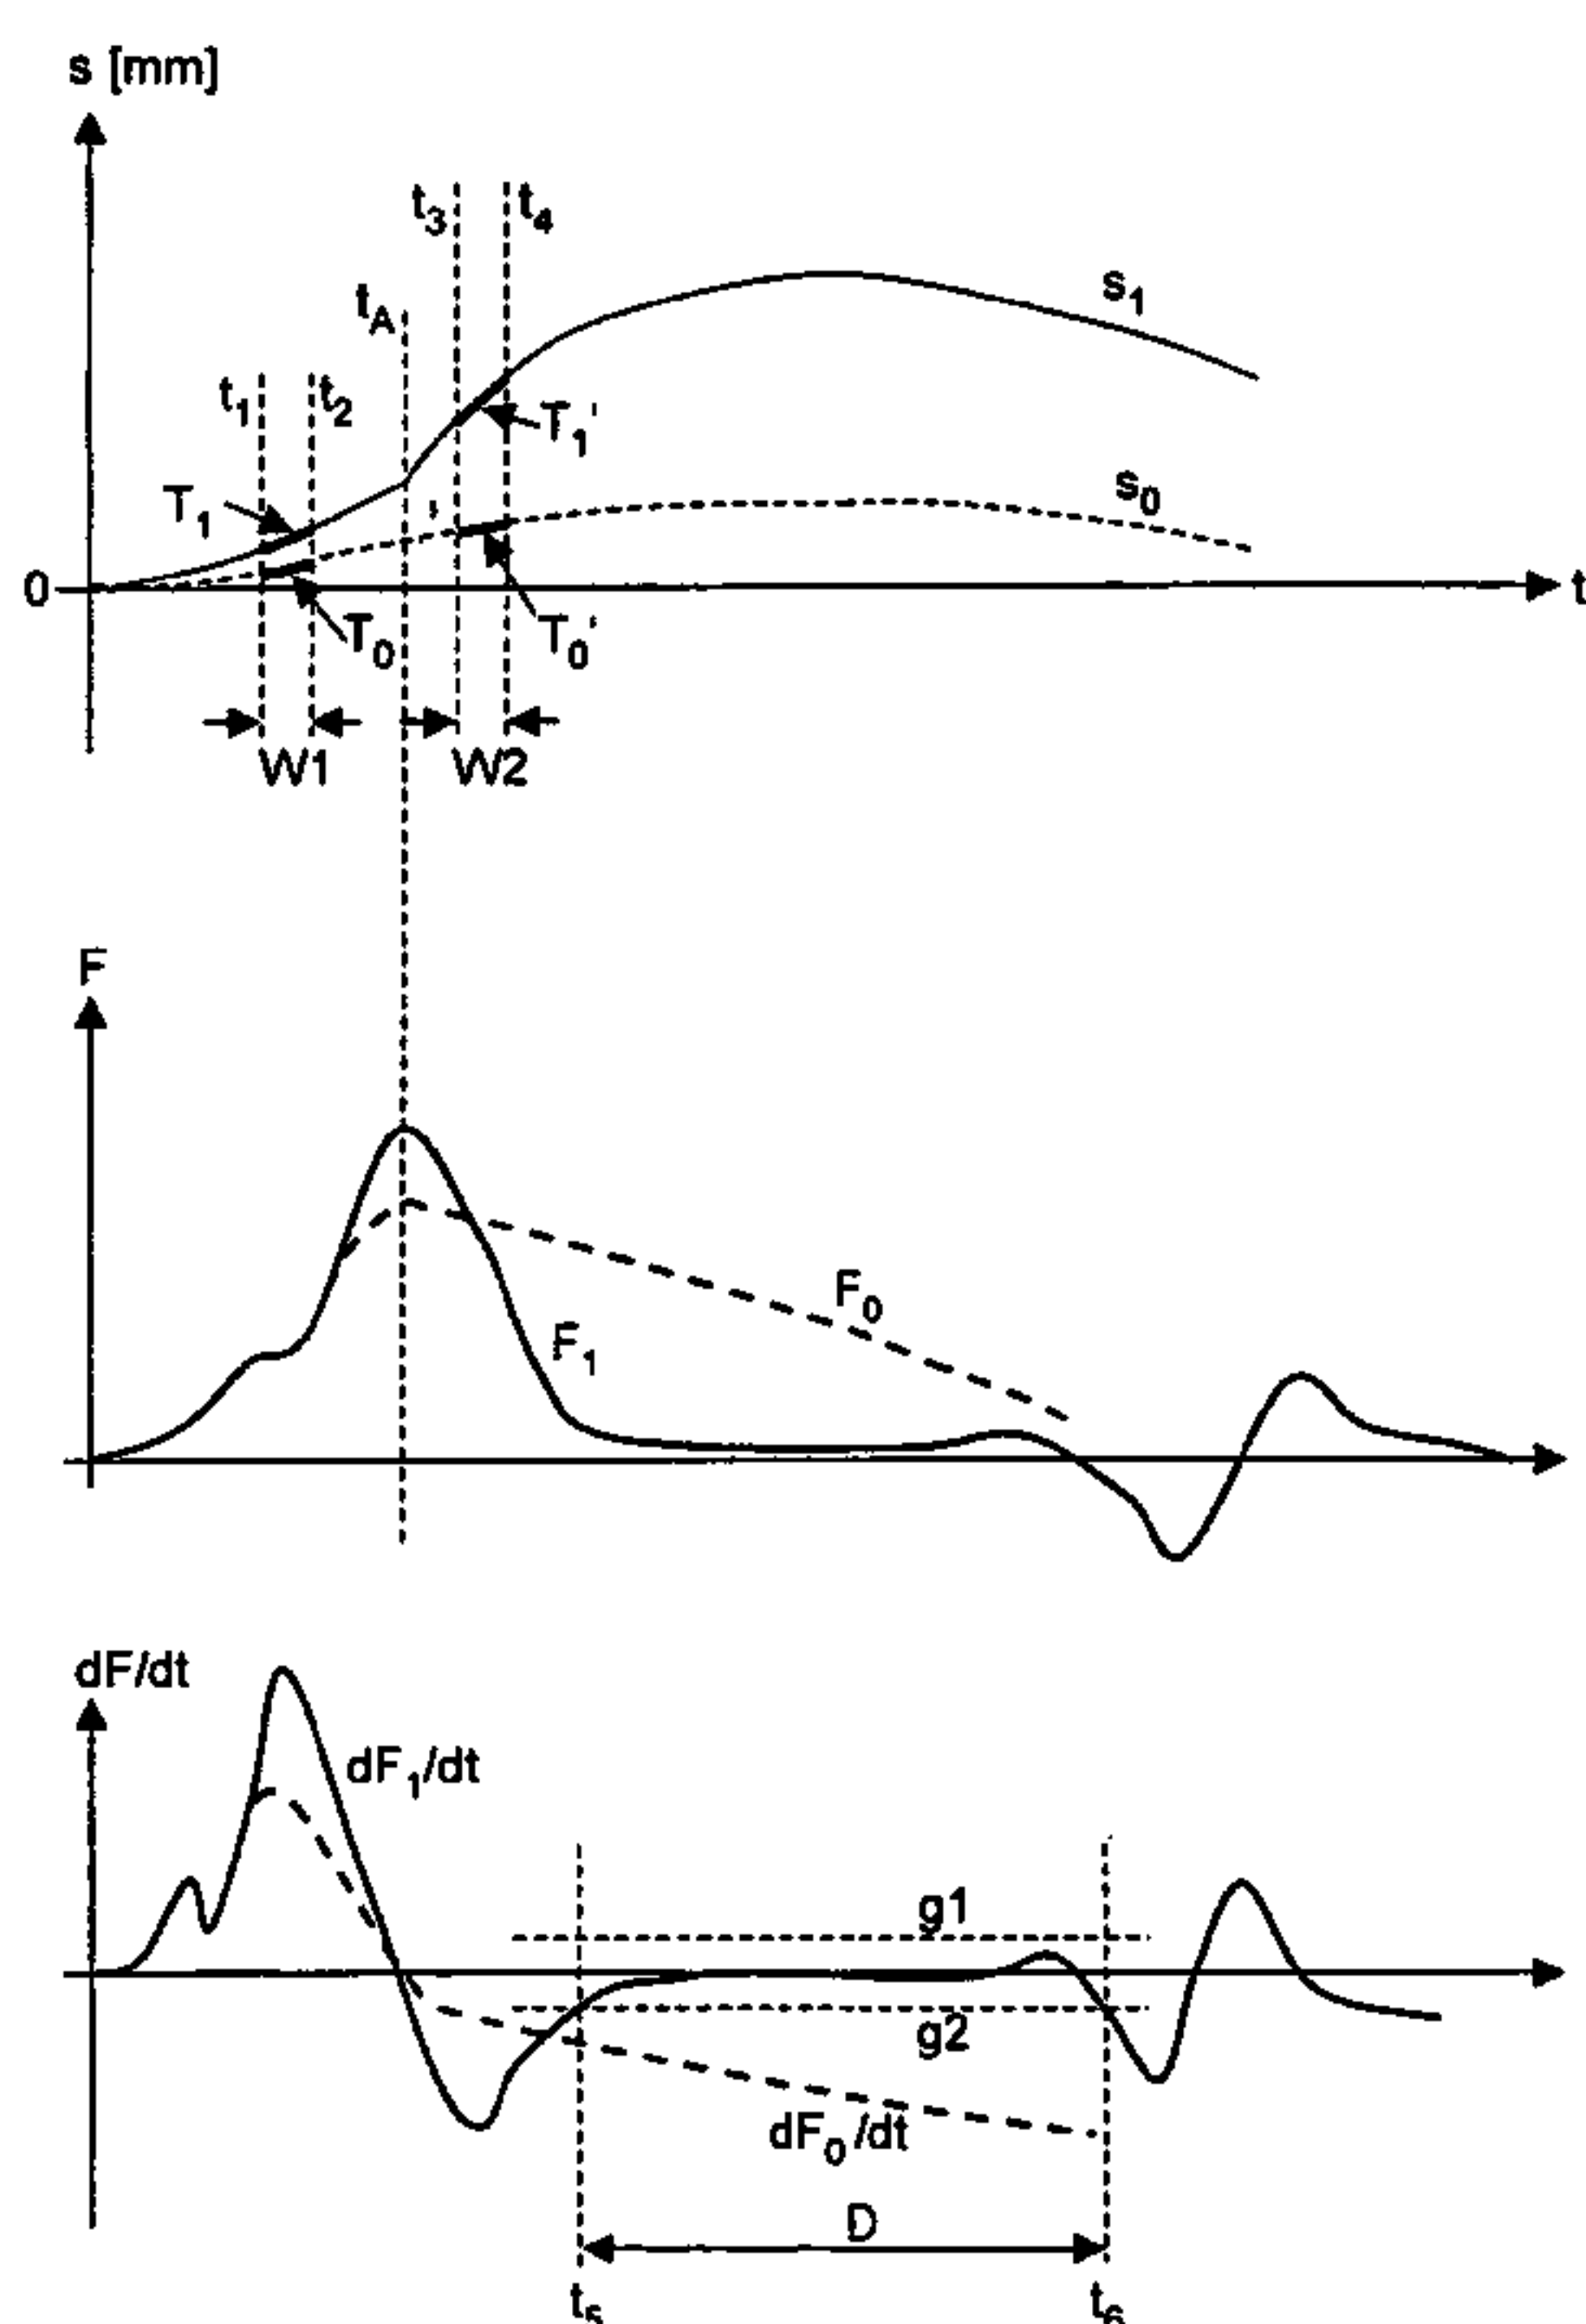 s [mm]
t₃ t₄
t_A
s₁
t₁ t₂
T₁'
T₁
s₀
0
t
T₀ T₀'
W1 W2
F
F₀
F₁
dF/dt
dF₁/dt
g1
g2
dF₀/dt
D
t₅ t₆